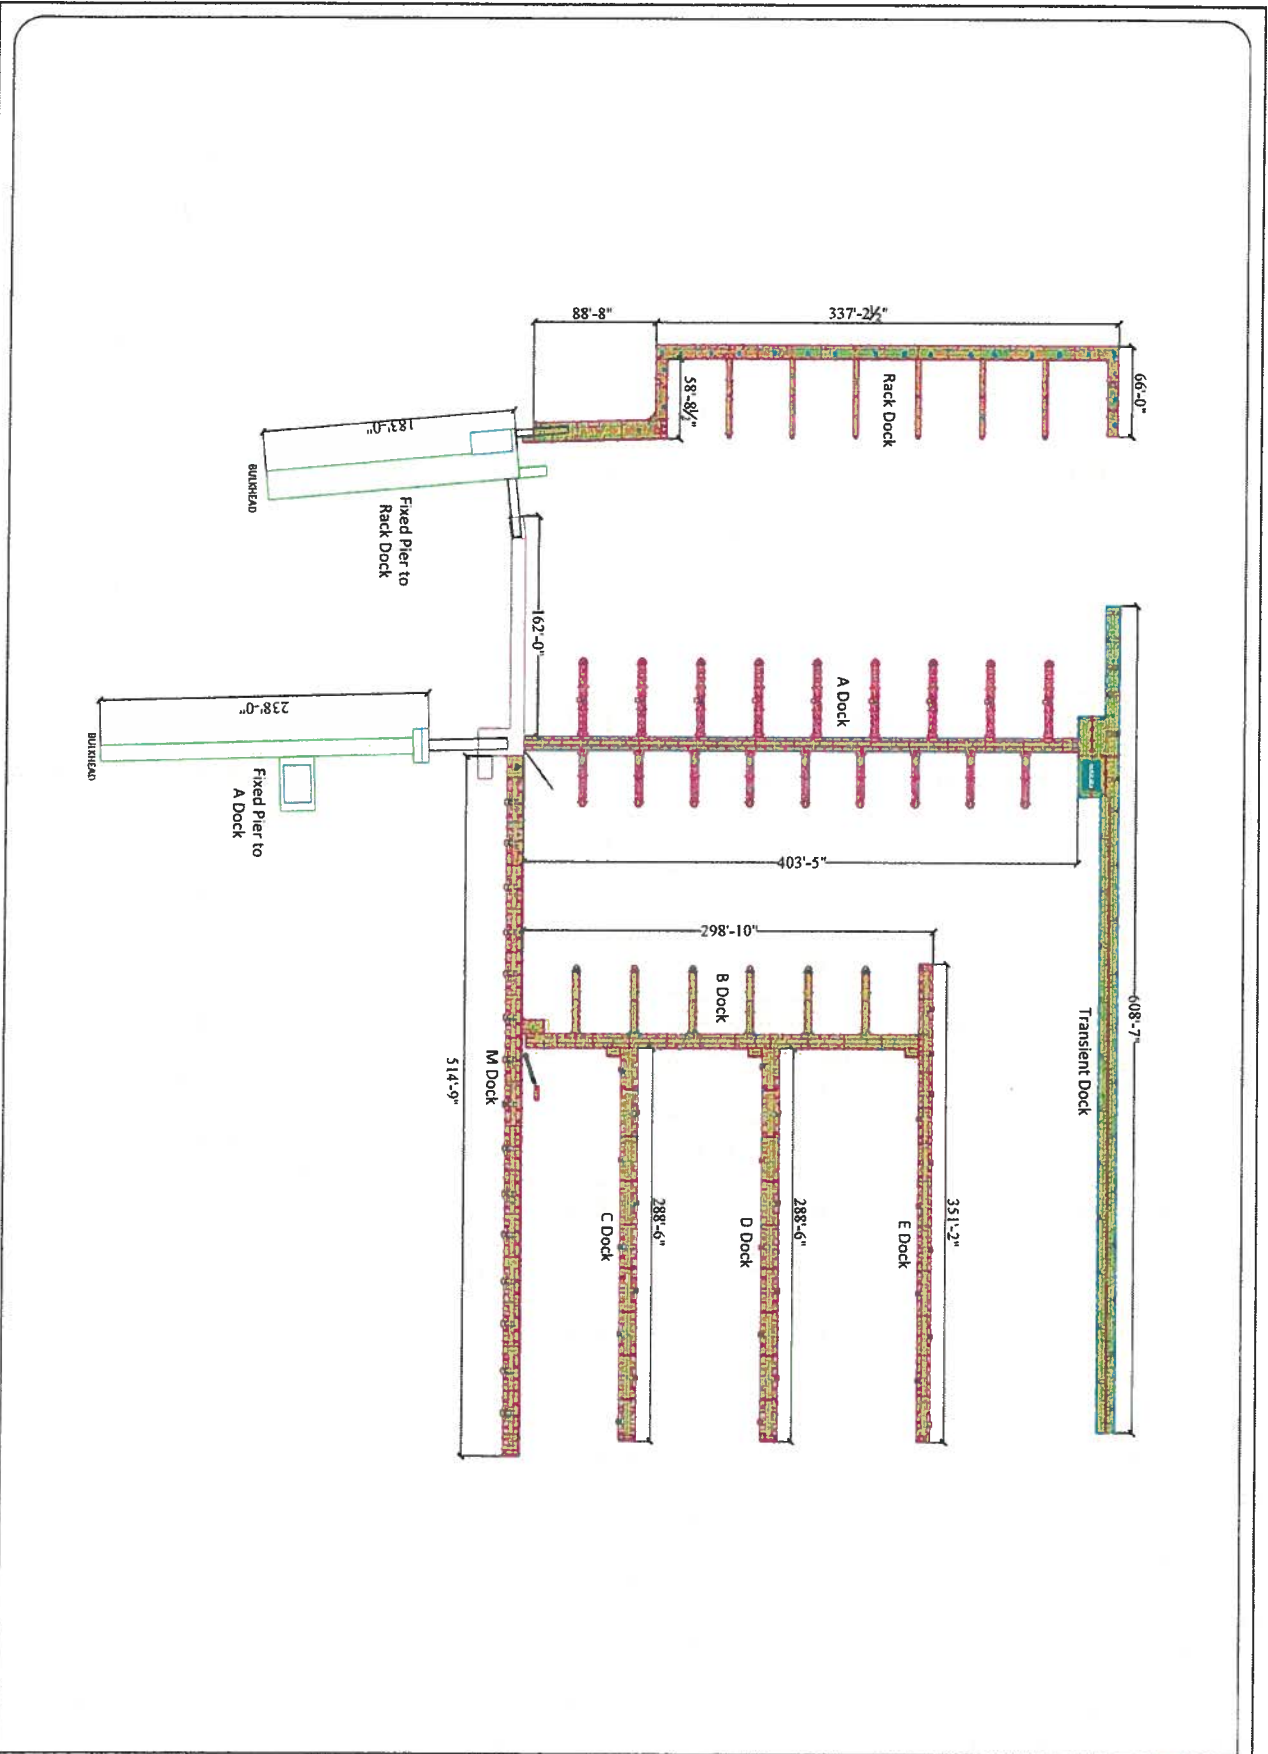 88'-8"
337'-2½"
66'-0"
58'-8½"
Rack Dock
183'-0"
BULKHEAD
Fixed Pier to
Rack Dock
162'-0"
A Dock
238'-0"
BULKHEAD
Fixed Pier to
A Dock
403'-5"
298'-10"
B Dock
608'-7"
Transient Dock
M Dock
514'-9"
288'-6"
C Dock
288'-6"
D Dock
351'-2"
E Dock